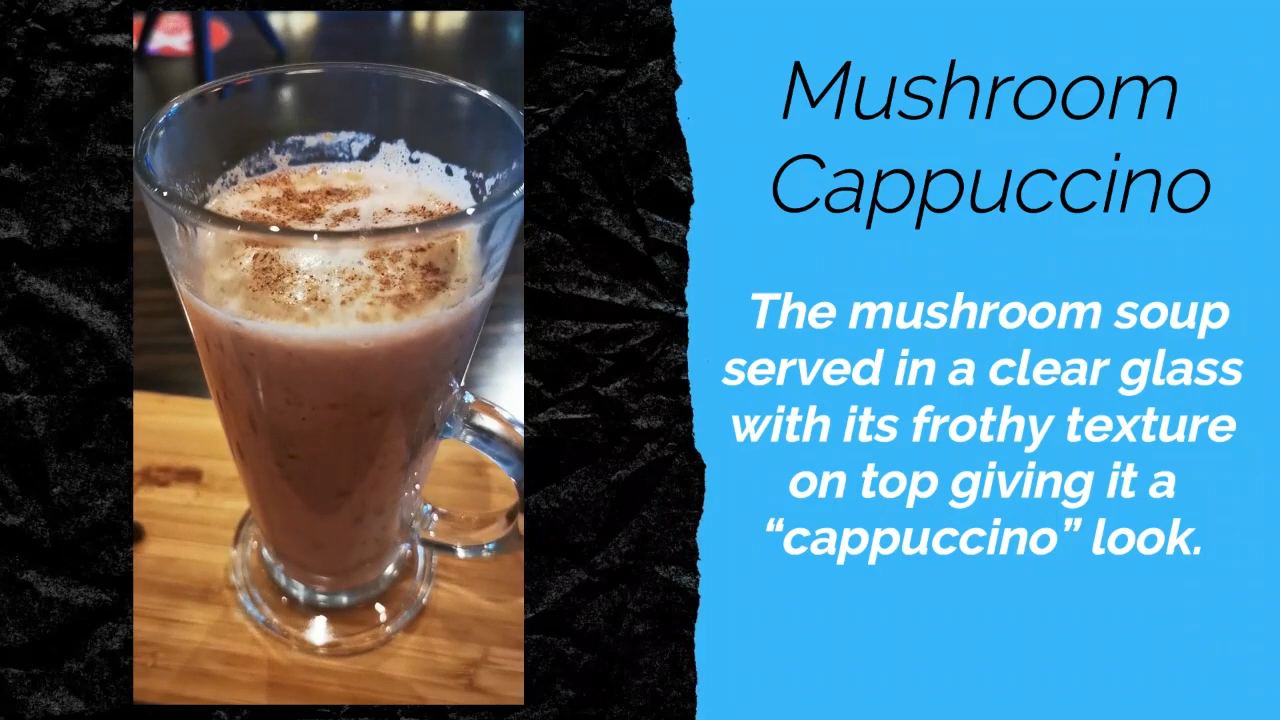 Mushroom
Cappuccino
The mushroom soup
served in a clear glass
with its frothy texture
on top giving it a
“cappuccino” look.